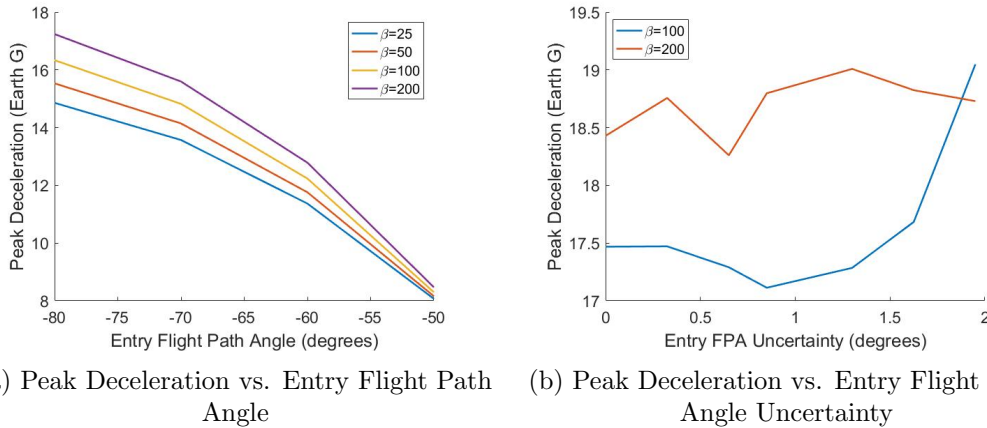 18
16
14
12
10
8
-80
-75
-70
-65
-60
-55
-50
Peak Deceleration (Earth G)
Entry Flight Path Angle (degrees)
β=25
β=50
β=100
β=200
19.5
19
18.5
18
17.5
17
0
0.5
1
1.5
2
Peak Deceleration (Earth G)
Entry FPA Uncertainty (degrees)
β=100
β=200
) Peak Deceleration vs. Entry Flight Path
Angle
(b) Peak Deceleration vs. Entry Flight
Angle Uncertainty